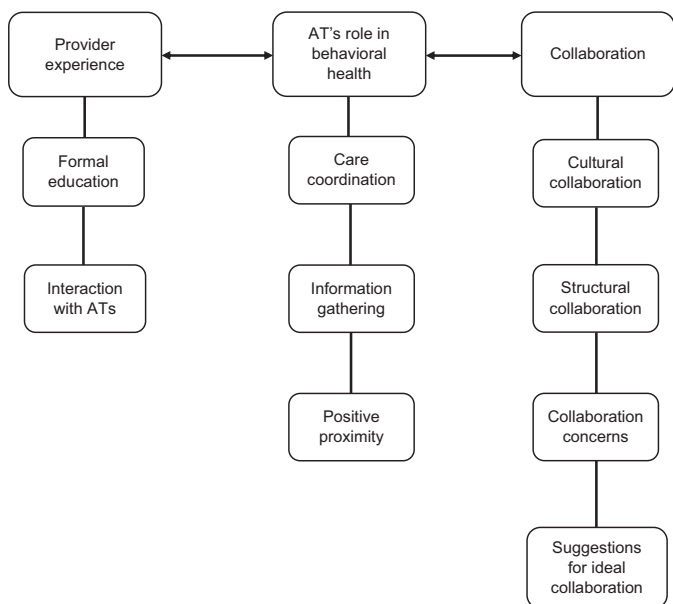 Provider
experience
AT's role in
behavioral
health
Collaboration
Formal
education
Care
coordination
Cultural
collaboration
Interaction
with ATs
Information
gathering
Structural
collaboration
Positive
proximity
Collaboration
concerns
Suggestions
for ideal
collaboration